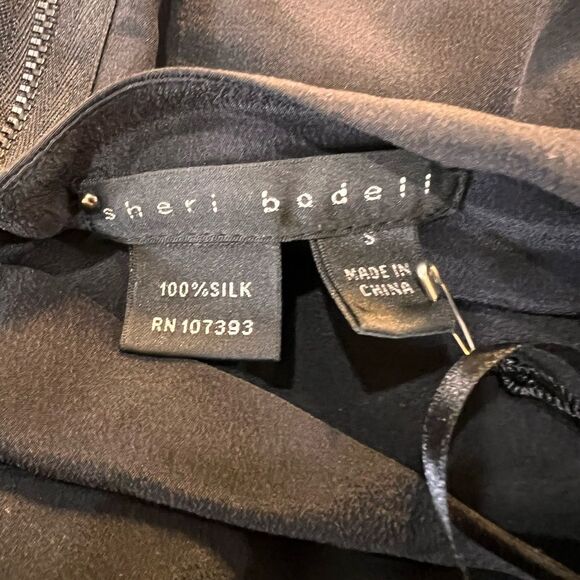 sheri bodell
S
MADE IN
CHINA
100%SILK
RN 107393